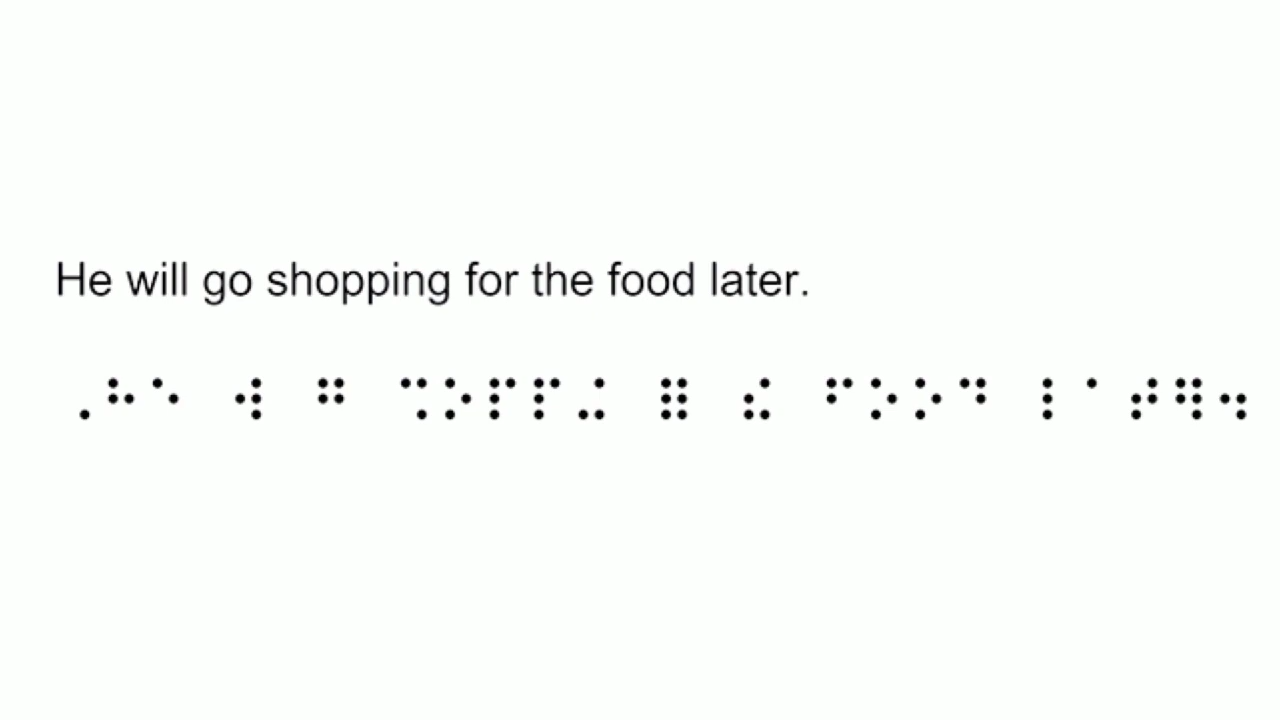 He will go shopping for the food later.
⠠⠓⠑ ⠺ ⠛ ⠩⠕⠏⠏⠬ ⠿ ⠮ ⠋⠕⠕⠙ ⠇⠁⠞⠻⠲